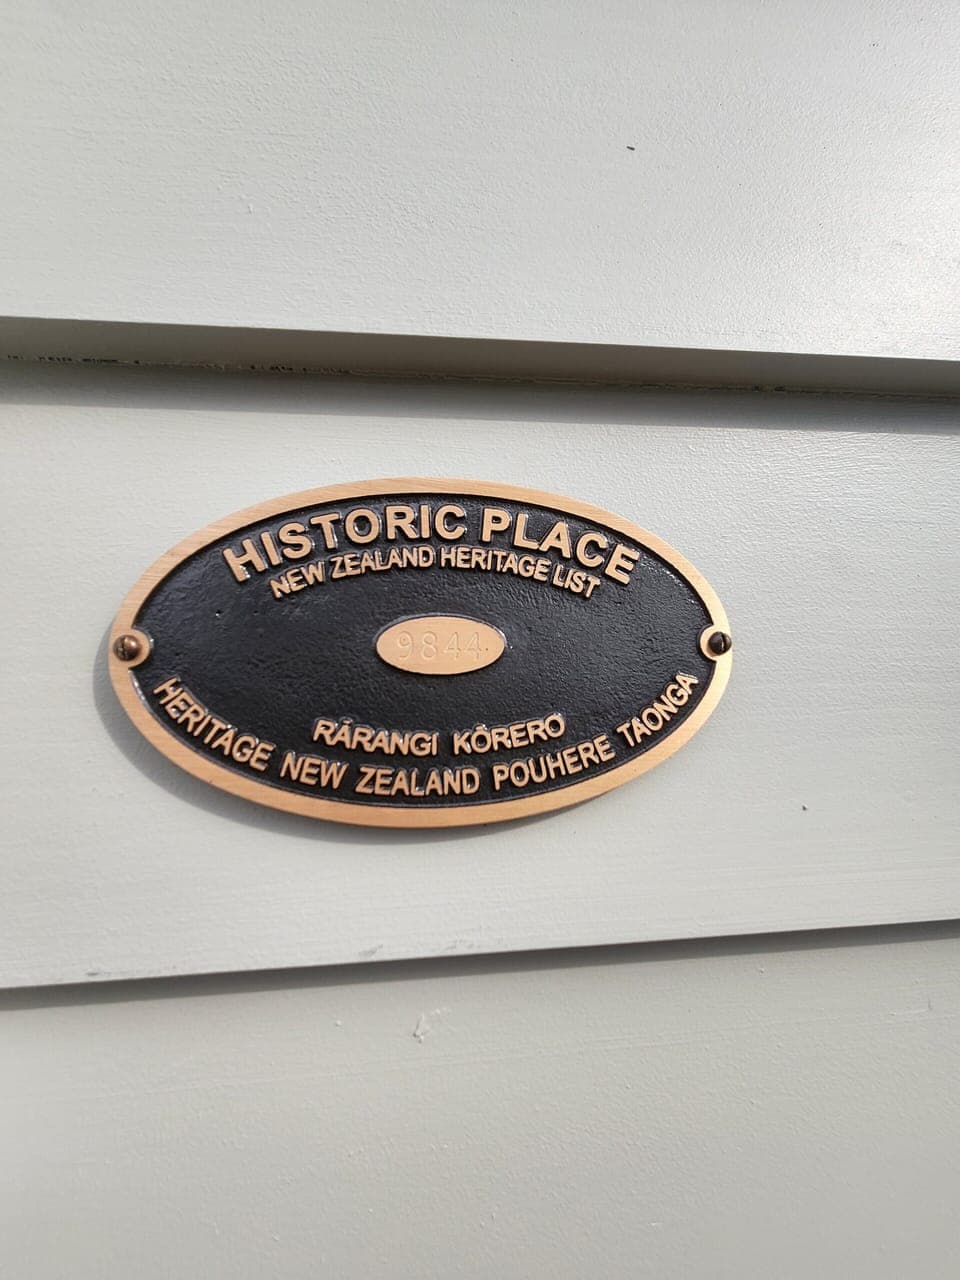 HISTORIC PLACE
NEW ZEALAND HERITAGE LIST
9844
RĀRANGI KŌRERO
HERITAGE NEW ZEALAND POUHERE TAONGA